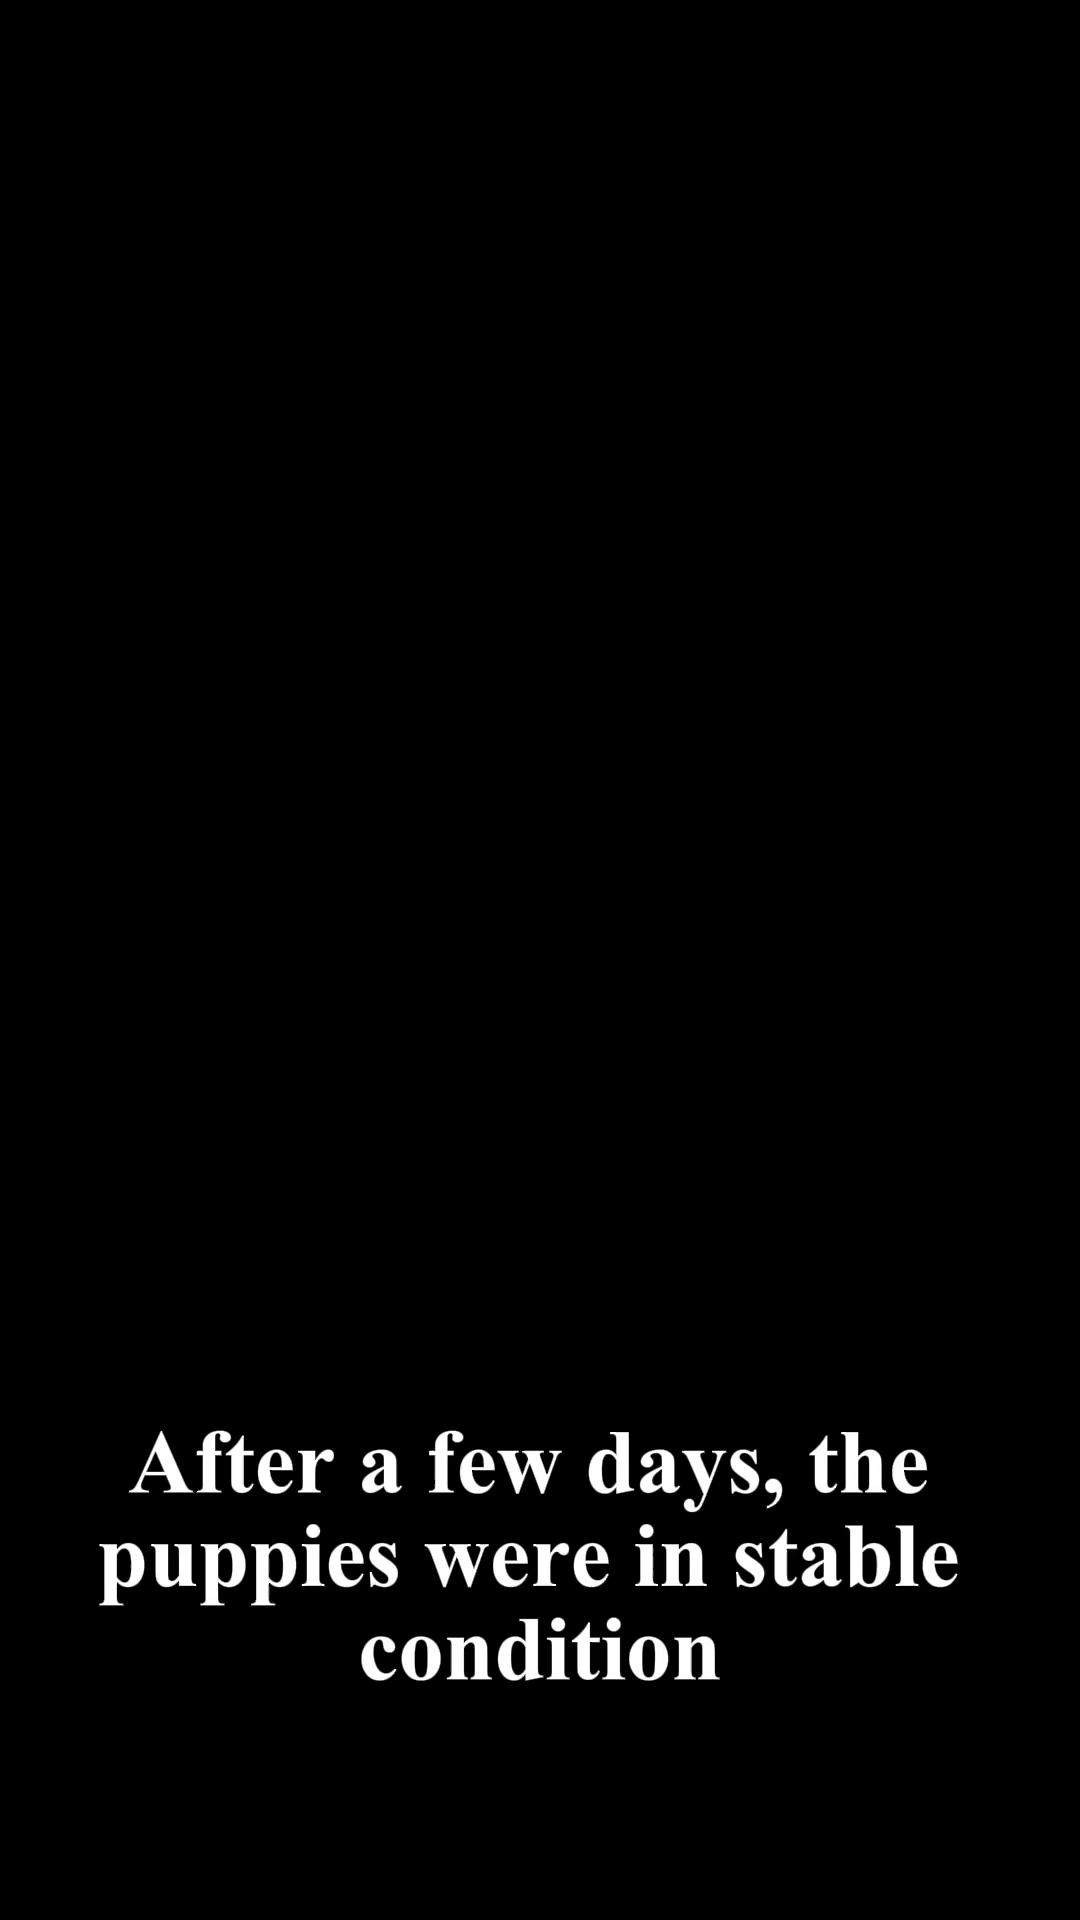 After a few days, the
puppies were in stable
condition